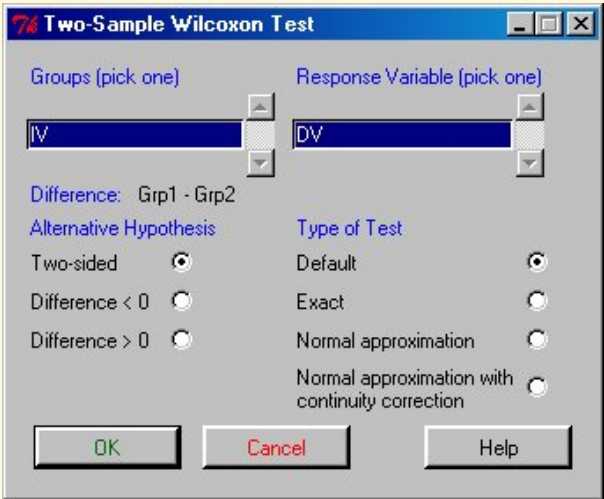 Two-Sample Wilcoxon Test
Groups (pick one)
Response Variable (pick one)
IV
DV
Difference: Grp1 - Grp2
Alternative Hypothesis
Type of Test
Two-sided
Default
Difference < 0
Exact
Difference > 0
Normal approximation
Normal approximation with
continuity correction
OK
Cancel
Help